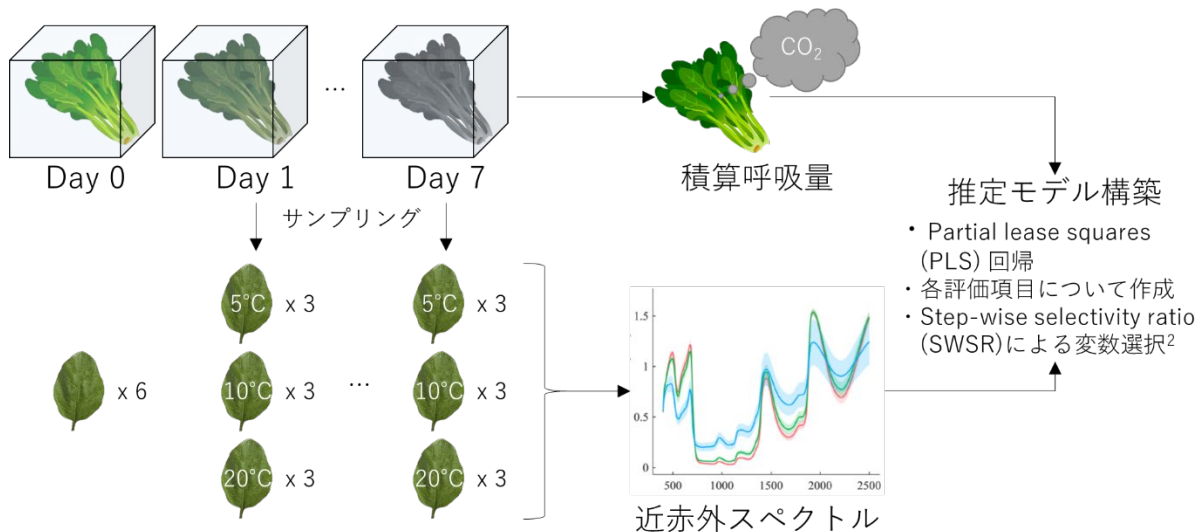 CO2
…
Day 0
Day 1
Day 7
積算呼吸量
サンプリング
推定モデル構築
・ Partial lease squares
(PLS) 回帰
・各評価項目について作成
・Step-wise selectivity ratio
(SWSR)による変数選択2
5°C x 3
5°C x 3
x 6
10°C x 3
…
10°C x 3
20°C x 3
20°C x 3
1.5
1
0.5
0
500 1000 1500 2000 2500
近赤外スペクトル